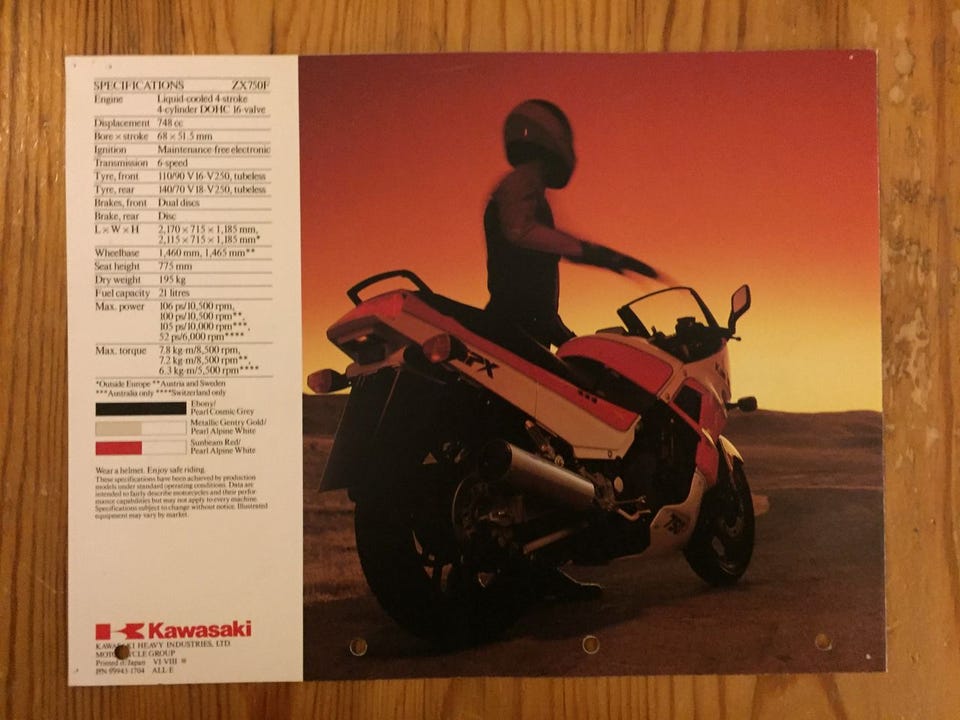 SPECIFICATIONS ZX750F
Engine Liquid-cooled 4-stroke
4-cylinder DOHC 16-valve
Displacement 748 cc
Bore × stroke 68 × 51.5 mm
Ignition Maintenance-free electronic
Transmission 6-speed
Tyre, front 110/90 V16-V250, tubeless
Tyre, rear 140/70 V18-V250, tubeless
Brakes, front Dual discs
Brake, rear Disc
L × W × H 2,170 × 715 × 1,185 mm,
2,115 × 715 × 1,185 mm*
Wheelbase 1,460 mm, 1,465 mm**
Seat height 775 mm
Dry weight 195 kg
Fuel capacity 21 litres
Max. power 106 ps/10,500 rpm,
100 ps/10,500 rpm**,
105 ps/10,000 rpm***,
52 ps/6,000 rpm****
Max. torque 7.8 kg-m/8,500 rpm,
7.2 kg-m/8,500 rpm**,
6.3 kg-m/5,500 rpm****
*Outside Europe **Austria and Sweden
***Australia only ****Switzerland only
Ebony/
Pearl Cosmic Grey
Metallic Gentry Gold/
Pearl Alpine White
Sunbeam Red/
Pearl Alpine White
Wear a helmet. Enjoy safe riding.
These specifications have been achieved by production
models under standard operating conditions. Data are
intended to fairly describe motorcycles and their perfor-
mance capabilities but may not apply to every machine.
Specifications subject to change without notice. Illustrated
equipment may vary by market.
Kawasaki
KAWASAKI HEAVY INDUSTRIES, LTD.
MOTORCYCLE GROUP
Printed in Japan VI-VIII
P/N 99943-1704 ALL E
GPX
750